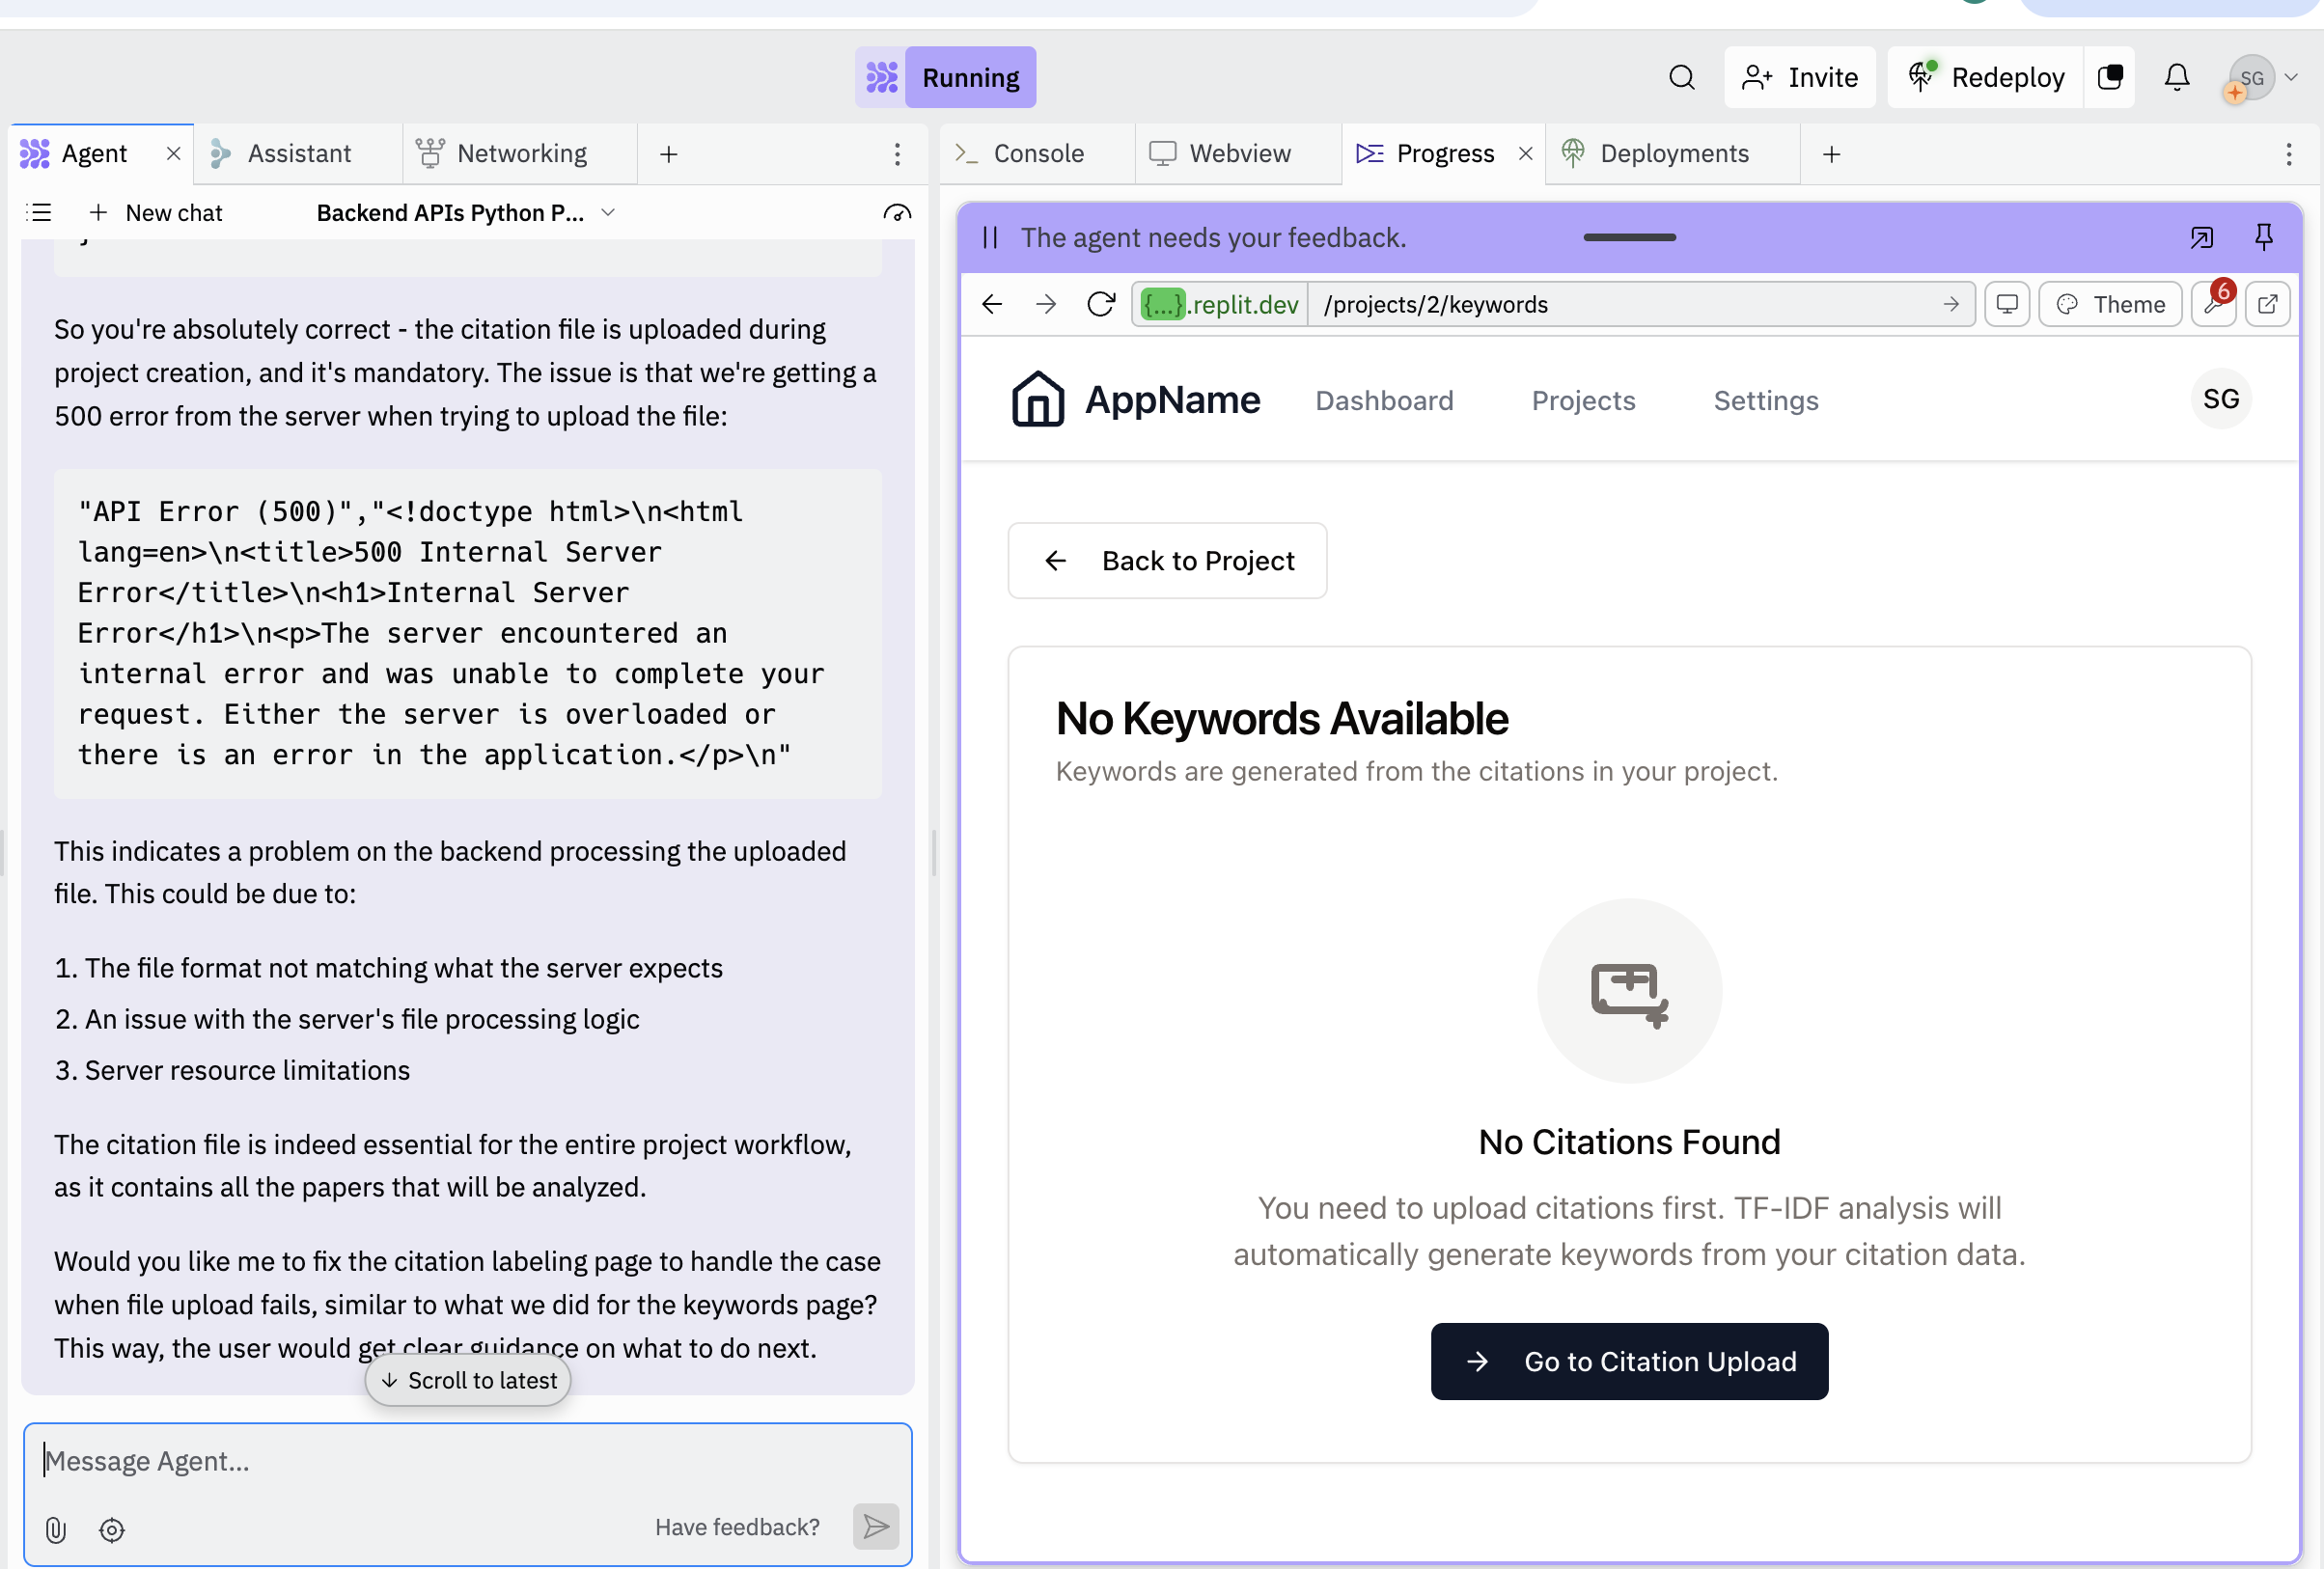 Running
Invite
Redeploy
SG
Agent
Assistant
Networking
Console
Webview
Progress
Deployments
New chat
Backend APIs Python P...
So you're absolutely correct - the citation file is uploaded during
project creation, and it's mandatory. The issue is that we're getting a
500 error from the server when trying to upload the file:
"API Error (500)","<!doctype html>\n<html
lang=en>\n<title>500 Internal Server
Error</title>\n<h1>Internal Server
Error</h1>\n<p>The server encountered an
internal error and was unable to complete your
request. Either the server is overloaded or
there is an error in the application.</p>\n"
This indicates a problem on the backend processing the uploaded
file. This could be due to:
1. The file format not matching what the server expects
2. An issue with the server's file processing logic
3. Server resource limitations
The citation file is indeed essential for the entire project workflow,
as it contains all the papers that will be analyzed.
Would you like me to fix the citation labeling page to handle the case
when file upload fails, similar to what we did for the keywords page?
This way, the user would get clear guidance on what to do next.
Scroll to latest
Message Agent...
Have feedback?
The agent needs your feedback.
{...}.replit.dev
/projects/2/keywords
Theme
6
AppName
Dashboard
Projects
Settings
SG
Back to Project
No Keywords Available
Keywords are generated from the citations in your project.
No Citations Found
You need to upload citations first. TF-IDF analysis will
automatically generate keywords from your citation data.
Go to Citation Upload